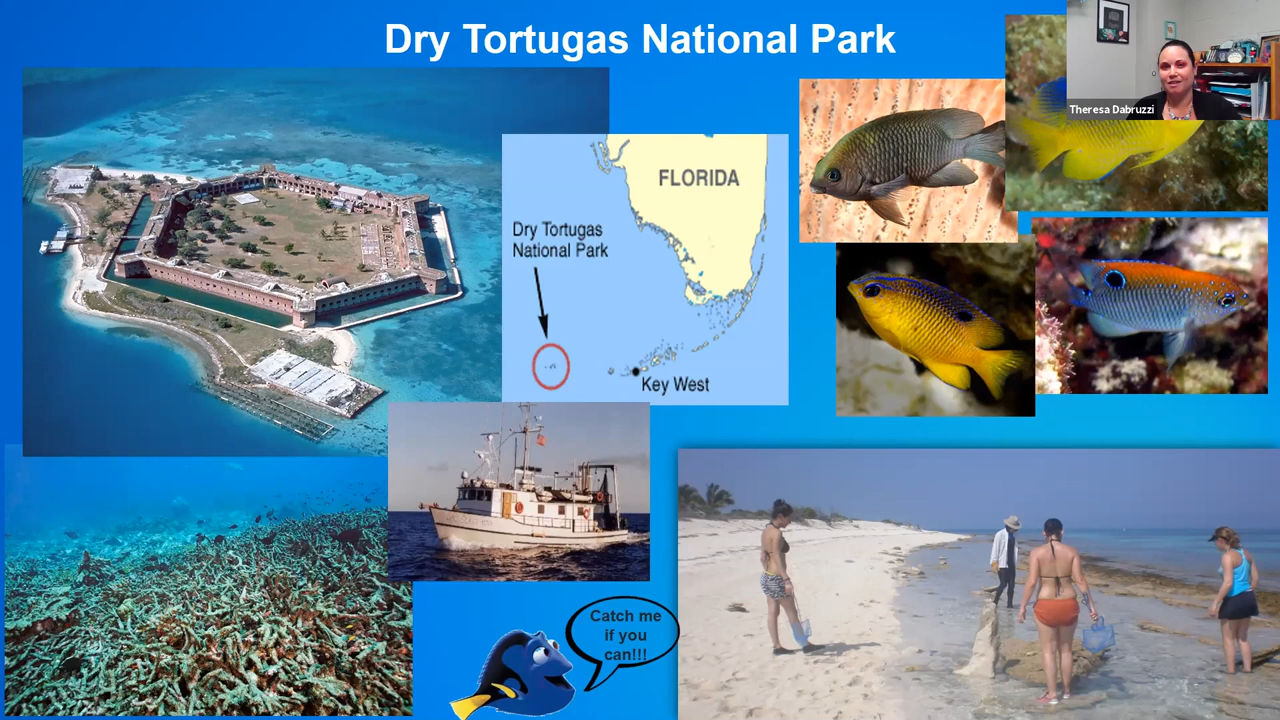 Dry Tortugas National Park
Theresa Dabruzzi
FLORIDA
Dry Tortugas
National Park
Key West
Catch me
if you
can!!!